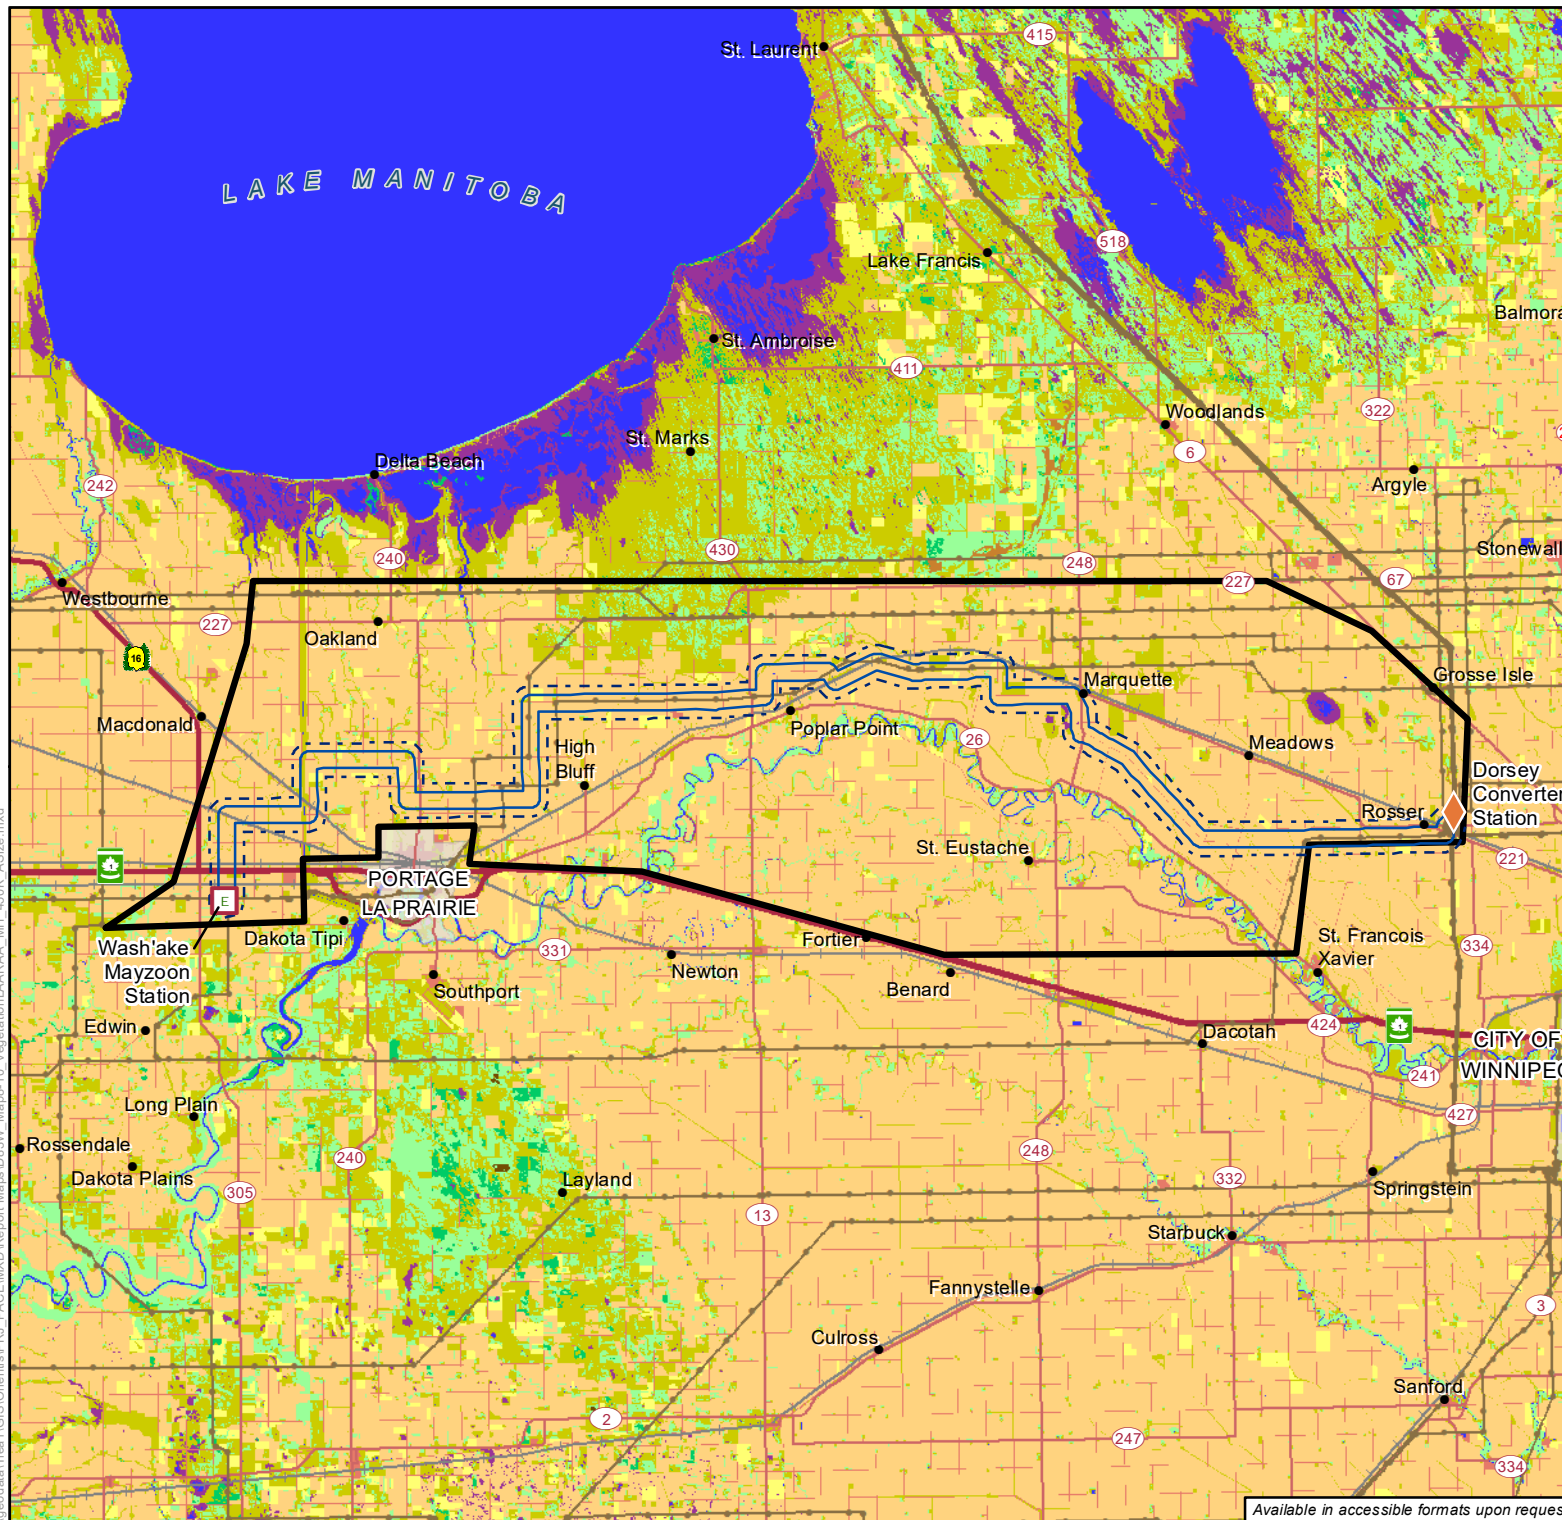 St. Laurent
415
LAKE MANITOBA
518
Lake Francis
Balmora
St. Ambroise
411
322
Woodlands
St. Marks
6
Delta Beach
Argyle
242
240
430
248
Stonewall
227
67
Westbourne
227
Oakland
16
Grosse Isle
Marquette
Macdonald
Poplar Point
26
High
Bluff
Meadows
Dorsey
Converter
Station
Rosser
St. Eustache
221
PORTAGE
LA PRAIRIE
E
Dakota Tipi
Fortier
St. Francois
Xavier
334
Wash'ake
Mayzoon
Station
331
Newton
Benard
Southport
Edwin
424
Dacotah
CITY OF
WINNIPEG
241
Long Plain
427
Rossendale
240
248
Dakota Plains
Layland
305
332
Springstein
13
Starbuck
Fannystelle
3
Culross
Sanford
2
247
334
Available in accessible formats upon reques